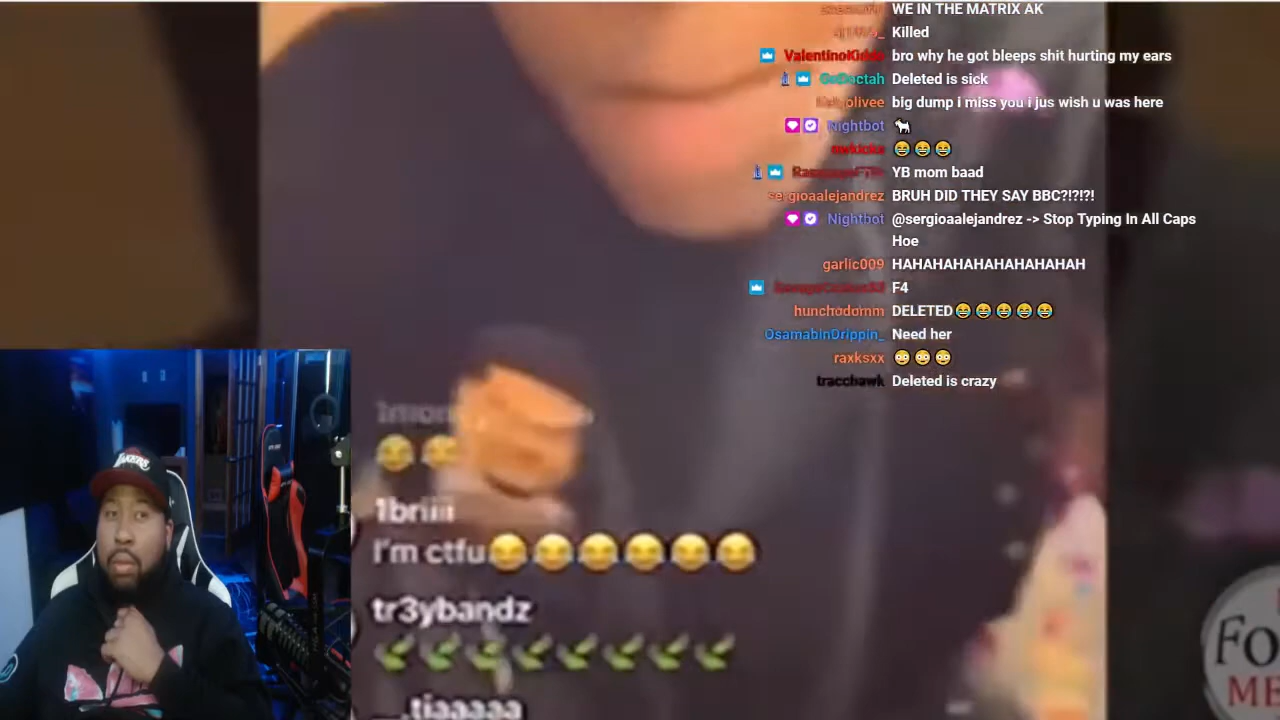 WE IN THE MATRIX AK
Killed
bro why he got bleeps shit hurting my ears
GoDoctah Deleted is sick
olivee big dump i miss you i jus wish u was here
Nightbot 🐕
😂😂😂
YB mom baad
sergioaalejandrez BRUH DID THEY SAY BBC?!?!?!
Nightbot @sergioaalejandrez -> Stop Typing In All Caps
Hoe
garlic009 HAHAHAHAHAHAHAHAH
F4
DELETED😂😂😂😂😂
OsamabinDrippin_ Need her
raxksxx 😳😳😳
tracchawk Deleted is crazy
LAKERS
😂😂
1briiii
I'm ctfu😂😂😂😂😂😂
tr3ybandz
🌿🌿🌿🌿🌿🌿🌿🌿
__.tiaaaaa